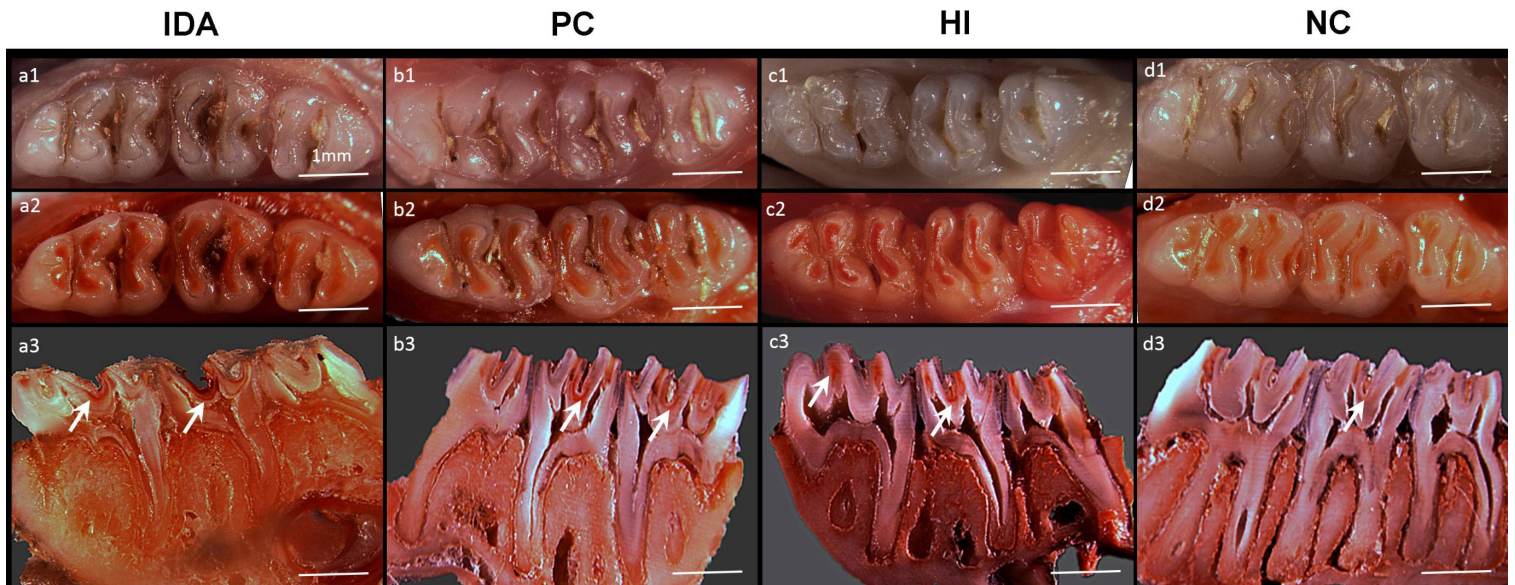 IDA PC HI NC
a1 b1 c1 d1
1mm
a2 b2 c2 d2
a3 b3 c3 d3